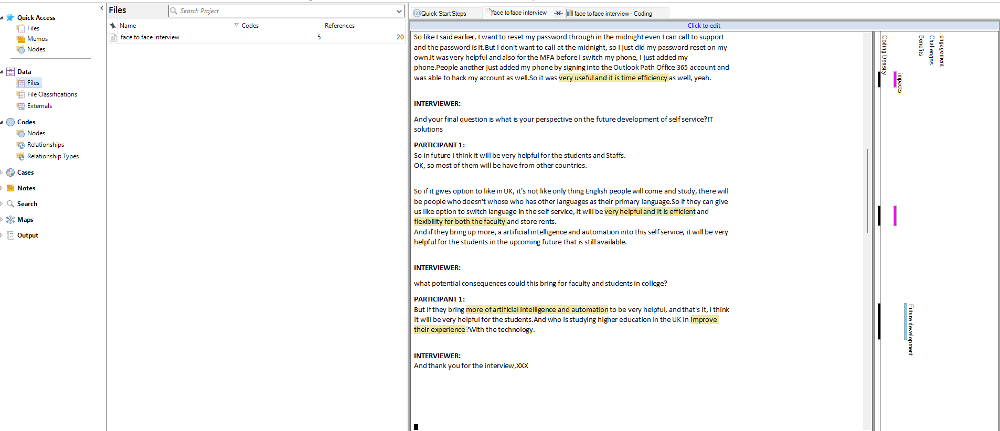 Quick Access
Files
Memos
Nodes
Data
Files
File Classifications
Externals
Codes
Nodes
Relationships
Relationship Types
Cases
Notes
Search
Maps
Output
Files
Search Project
Name Codes References
face to face interview 5 20
Quick Start Steps
face to face interview
face to face interview - Coding
Click to edit
So like I said earlier, I want to reset my password through in the midnight even I can call to support
and the password is it.But I don't want to call at the midnight, so I just did my password reset on my
own.It was very helpful and also for the MFA before I switch my phone, I just added my
phone.People another just added my phone by signing into the Outlook Path Office 365 account and
was able to hack my account as well.So it was very useful and it is time efficiency as well, yeah.
INTERVIEWER:
And your final question is what is your perspective on the future development of self service?IT
solutions
PARTICIPANT 1:
So in future I think it will be very helpful for the students and Staffs.
OK, so most of them will be have from other countries.
So if it gives option to like in UK, it's not like only thing English people will come and study, there will
be people who doesn't whose who has other languages as their primary language.So if they can give
us like option to switch language in the self service, it will be very helpful and it is efficient and
flexibility for both the faculty and store rents.
And if they bring up more, a artificial intelligence and automation into this self service, it will be very
helpful for the students in the upcoming future that is still available.
INTERVIEWER:
what potential consequences could this bring for faculty and students in college?
PARTICIPANT 1:
But if they bring more of artificial intelligence and automation to be very helpful, and that's it, I think
it will be very helpful for the students.And who is studying higher education in the UK in improve
their experience?With the technology.
INTERVIEWER:
And thank you for the interview,XXX
Coding Density
impacts
Future development
Benefits
Challenges
engagement